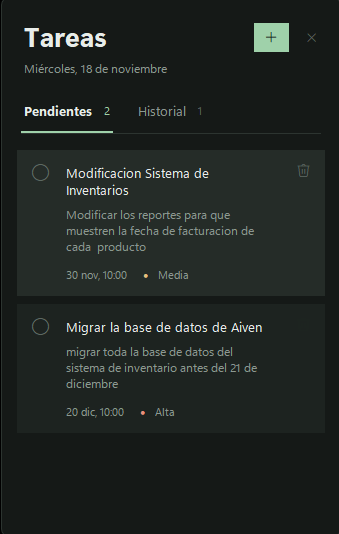 Tareas
Miércoles, 18 de noviembre
Pendientes 2 Historial 1
Modificacion Sistema de
Inventarios
Modificar los reportes para que
muestren la fecha de facturacion de
cada  producto
30 nov, 10:00 • Media
Migrar la base de datos de Aiven
migrar toda la base de datos del
sistema de inventario antes del 21 de
diciembre
20 dic, 10:00 • Alta